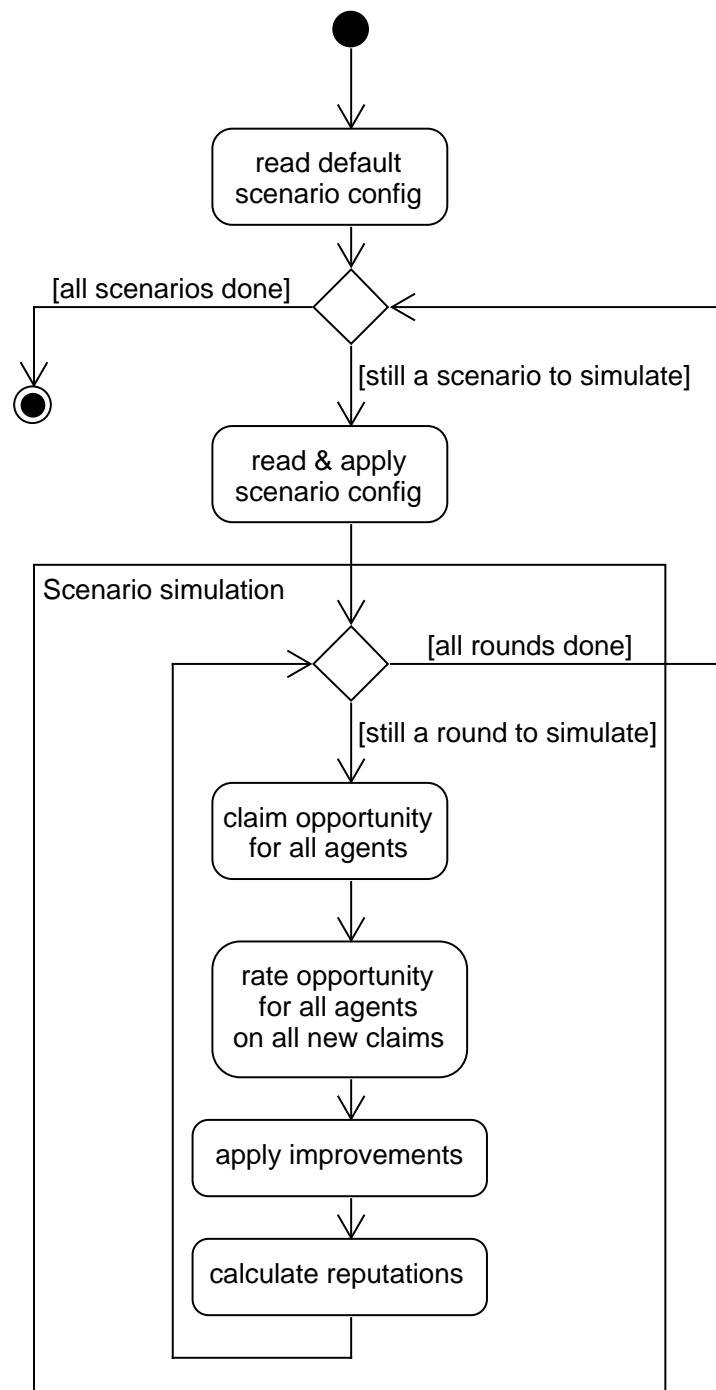 read default
scenario config
[all scenarios done]
[still a scenario to simulate]
read & apply
scenario config
Scenario simulation
[all rounds done]
[still a round to simulate]
claim opportunity
for all agents
rate opportunity
for all agents
on all new claims
apply improvements
calculate reputations